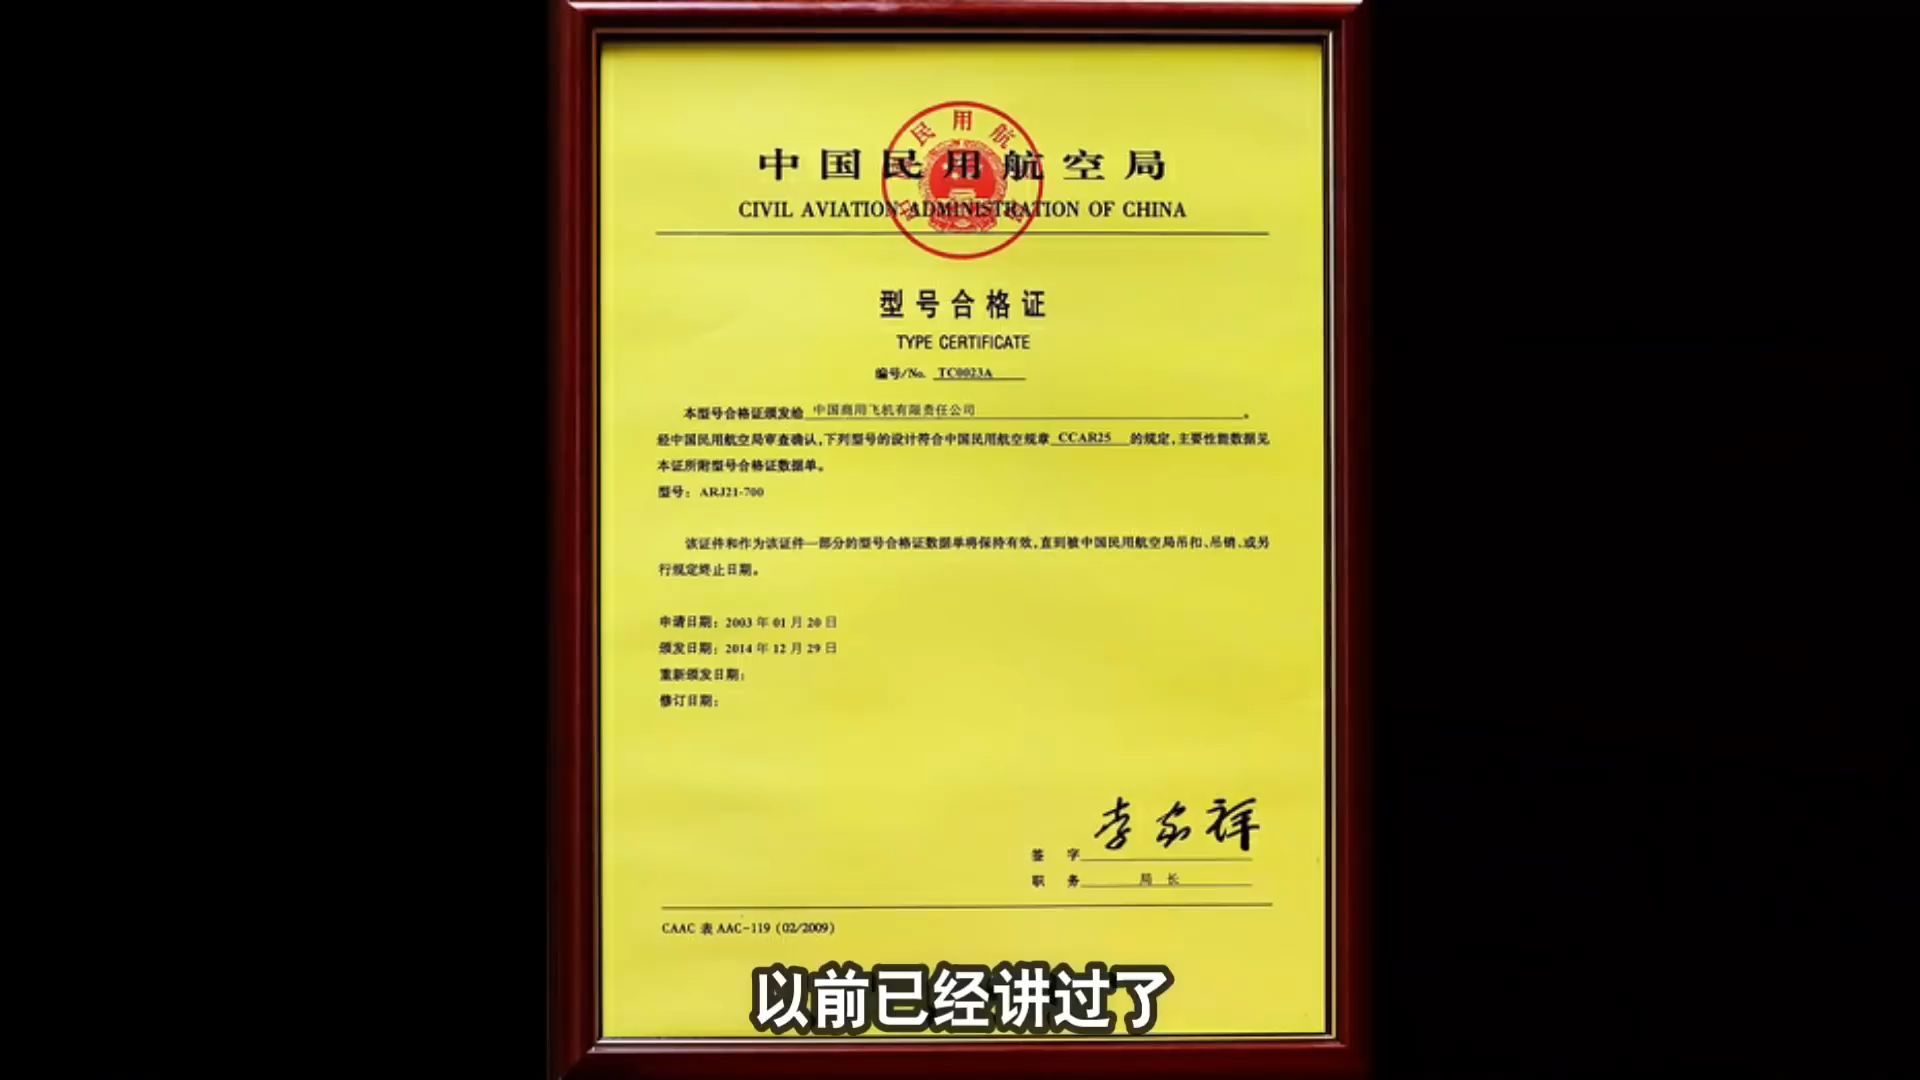 中国民用航空局
CIVIL AVIATION ADMINISTRATION OF CHINA
型号合格证
TYPE CERTIFICATE
编号/No. TC0023A
本型号合格证颁发给 中国商用飞机有限责任公司 。
经中国民用航空局审查确认,下列型号的设计符合中国民用航空规章 CCAR25 的规定,主要性能数据见
本证所附型号合格证数据单。
型号: ARJ21-700
该证件和作为该证件一部分的型号合格证数据单将保持有效,直到被中国民用航空局吊扣、吊销、或另
行规定终止日期。
申请日期: 2003 年 01 月 20 日
颁发日期: 2014 年 12 月 29 日
重新颁发日期:
修订日期:
李家祥
签 字
职 务 局 长
CAAC 表 AAC-119 (02/2009)
以前已经讲过了